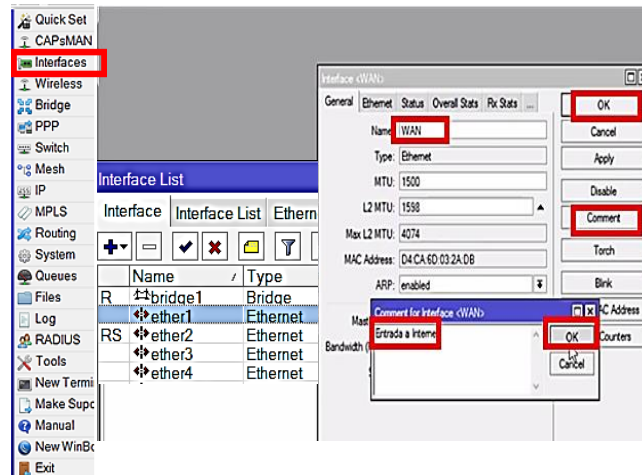 Quick Set
CAPsMAN
Interfaces
Wireless
Bridge
PPP
Switch
Mesh
IP
MPLS
Routing
System
Queues
Files
Log
RADIUS
Tools
New Termi
Make Supo
Manual
New WinBo
Exit
Interface List
Interface Interface List Ethern
Name / Type
R bridge1 Bridge
ether1 Ethernet
RS ether2 Ethernet
ether3 Ethernet
ether4 Ethernet
Interface <WAN>
General Ethernet Status Overall Stats Rx Stats ...
Name: WAN
Type: Ethernet
MTU: 1500
L2 MTU: 1598
Max L2 MTU: 4074
MAC Address: D4:CA:6D:03:2A:DB
ARP: enabled
Mast
Bandwidth (
OK
Cancel
Apply
Disable
Comment
Torch
Blink
AC Address
Counters
Comment for Interface <WAN>
Entrada a Interne
OK
Cancel